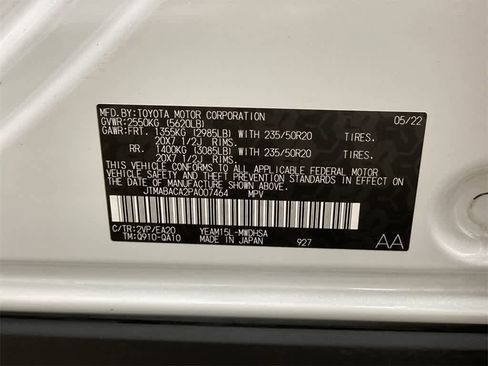 MFD.BY:TOYOTA MOTOR CORPORATION 05/22
GVWR:2550KG (5620LB)
GAWR:FRT. 1355KG (2985LB) WITH 235/50R20 TIRES,
20X7 1/2J RIMS.
RR. 1400KG (3085LB) WITH 235/50R20 TIRES,
20X7 1/2J RIMS.
THIS VEHICLE CONFORMS TO ALL APPLICABLE FEDERAL MOTOR
VEHICLE SAFETY, BUMPER, AND THEFT PREVENTION STANDARDS
IN EFFECT ON THE DATE OF MANUFACTURE SHOWN ABOVE.
JTMABACA2PA007464 MPV
C/TR:2VP/EA20 YEAM15L-MWDHSA
TM:Q910-QA10 MADE IN JAPAN 927 AA